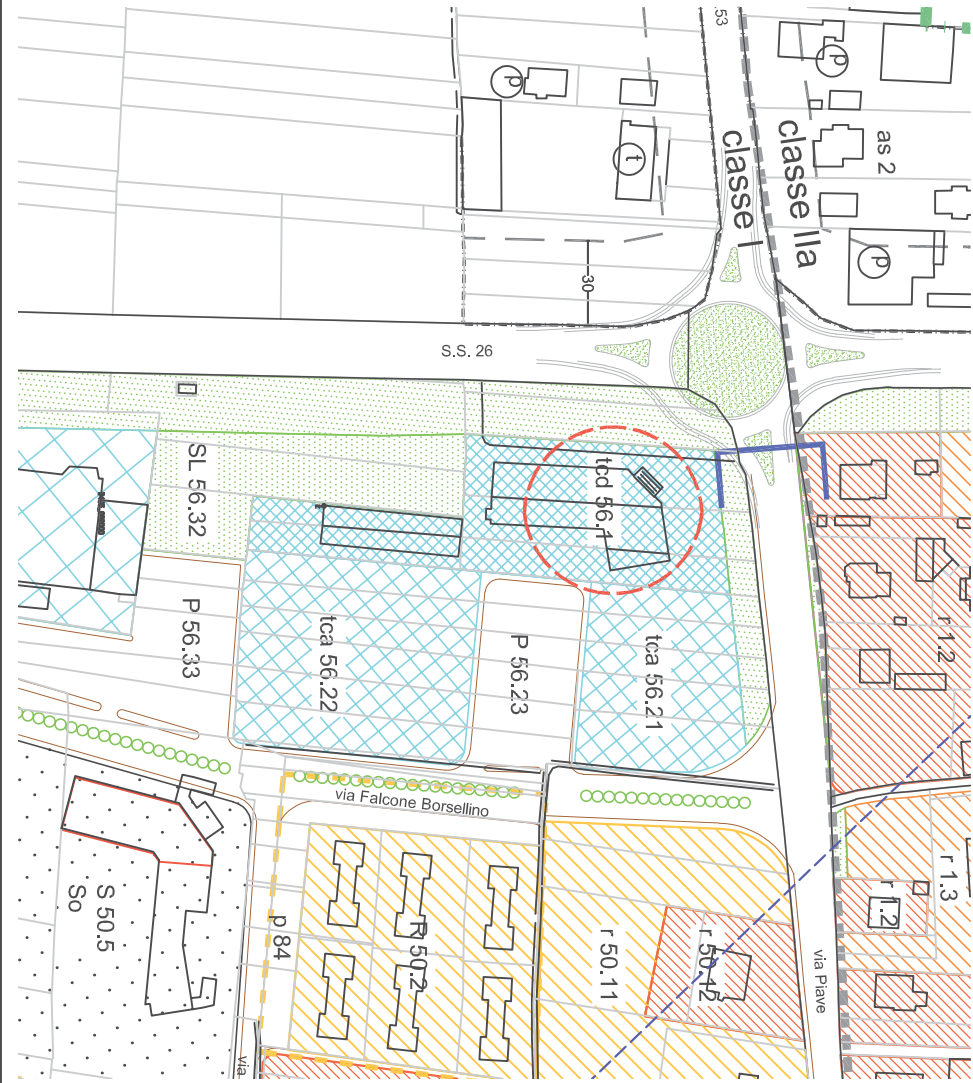 .53
p
p
as 2
t
classe I
classe IIa
p
30
S.S. 26
SL 56.32
tcd 56.1
r 1.2
P 56.33
tca 56.22
P 56.23
tca 56.21
via Falcone Borsellino
r 1.3
r 1.2
S 50.5
So
p 84
R 50.2
r 50.11
r 50.12
via Piave
via